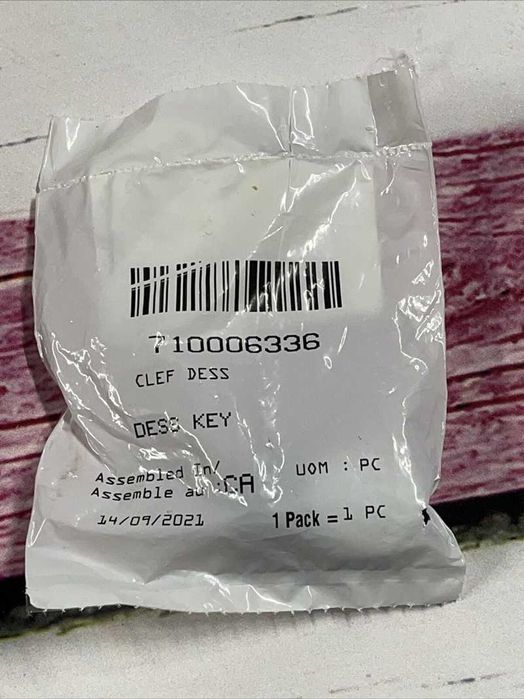 710006336
CLEF DESS
DESS KEY
Assembled In/
Assemble au :CA
UOM : PC
14/09/2021
1 Pack = 1 PC